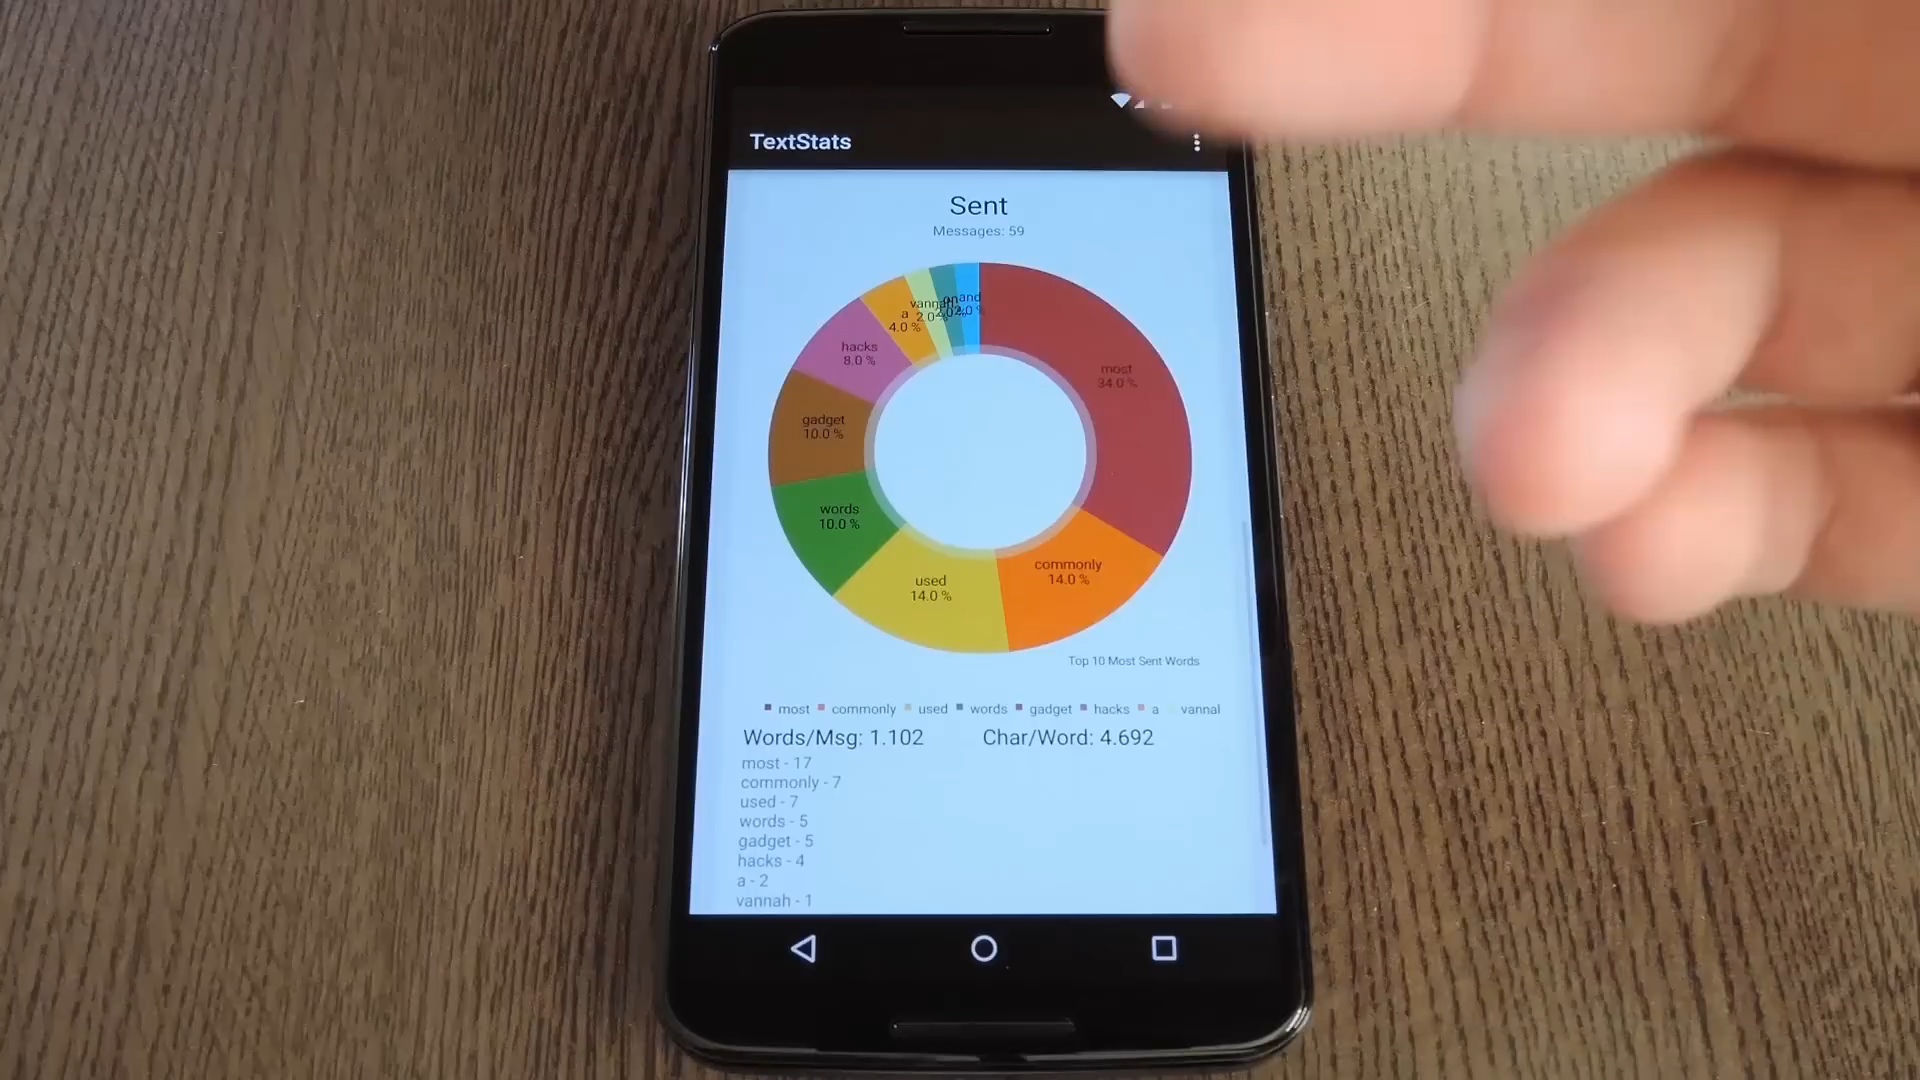 TextStats
Sent
Messages: 59
and
a
4.0 %
2.0
hacks
8.0 %
most
34.0 %
gadget
10.0 %
words
10.0 %
commonly
14.0 %
used
14.0 %
Top 10 Most Sent Words
most commonly used words gadget hacks a vannal
Words/Msg: 1.102 Char/Word: 4.692
most - 17
commonly - 7
used - 7
words - 5
gadget - 5
hacks - 4
a - 2
vannah - 1